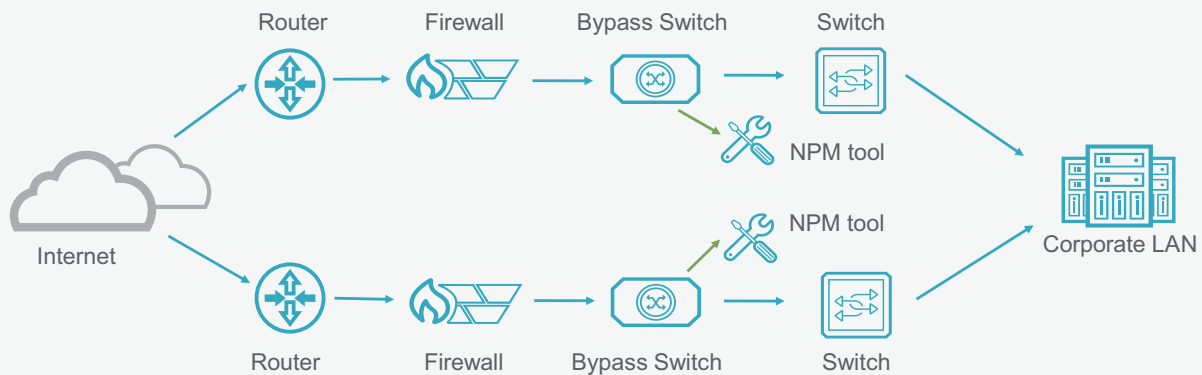 Router
Firewall
Bypass Switch
Switch
NPM tool
Internet
NPM tool
Corporate LAN
Router
Firewall
Bypass Switch
Switch